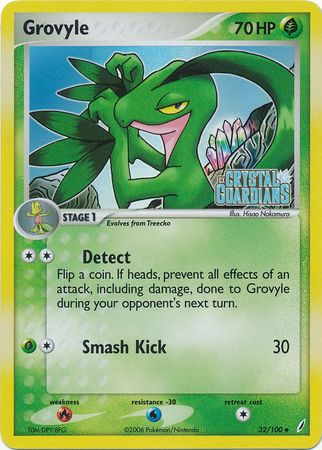 Grovyle 70 HP
CRYSTAL
GUARDIANS
Illus. Hisao Nakamura
STAGE 1
Evolves from Treecko
Detect
Flip a coin. If heads, prevent all effects of an
attack, including damage, done to Grovyle
during your opponent's next turn.
Smash Kick 30
weakness resistance -30 retreat cost
TGM-DPY-8FG ©2006 Pokémon/Nintendo 32/100